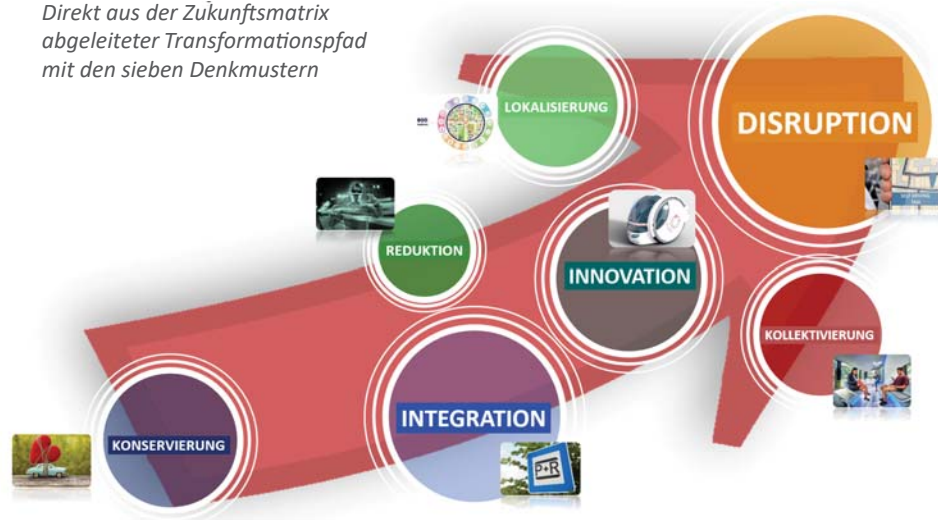 Direkt aus der Zukunftsmatrix
abgeleiteter Transformationspfad
mit den sieben Denkmustern
LOKALISIERUNG
DISRUPTION
REDUKTION
INNOVATION
KOLLEKTIVIERUNG
INTEGRATION
KONSERVIERUNG
P+R